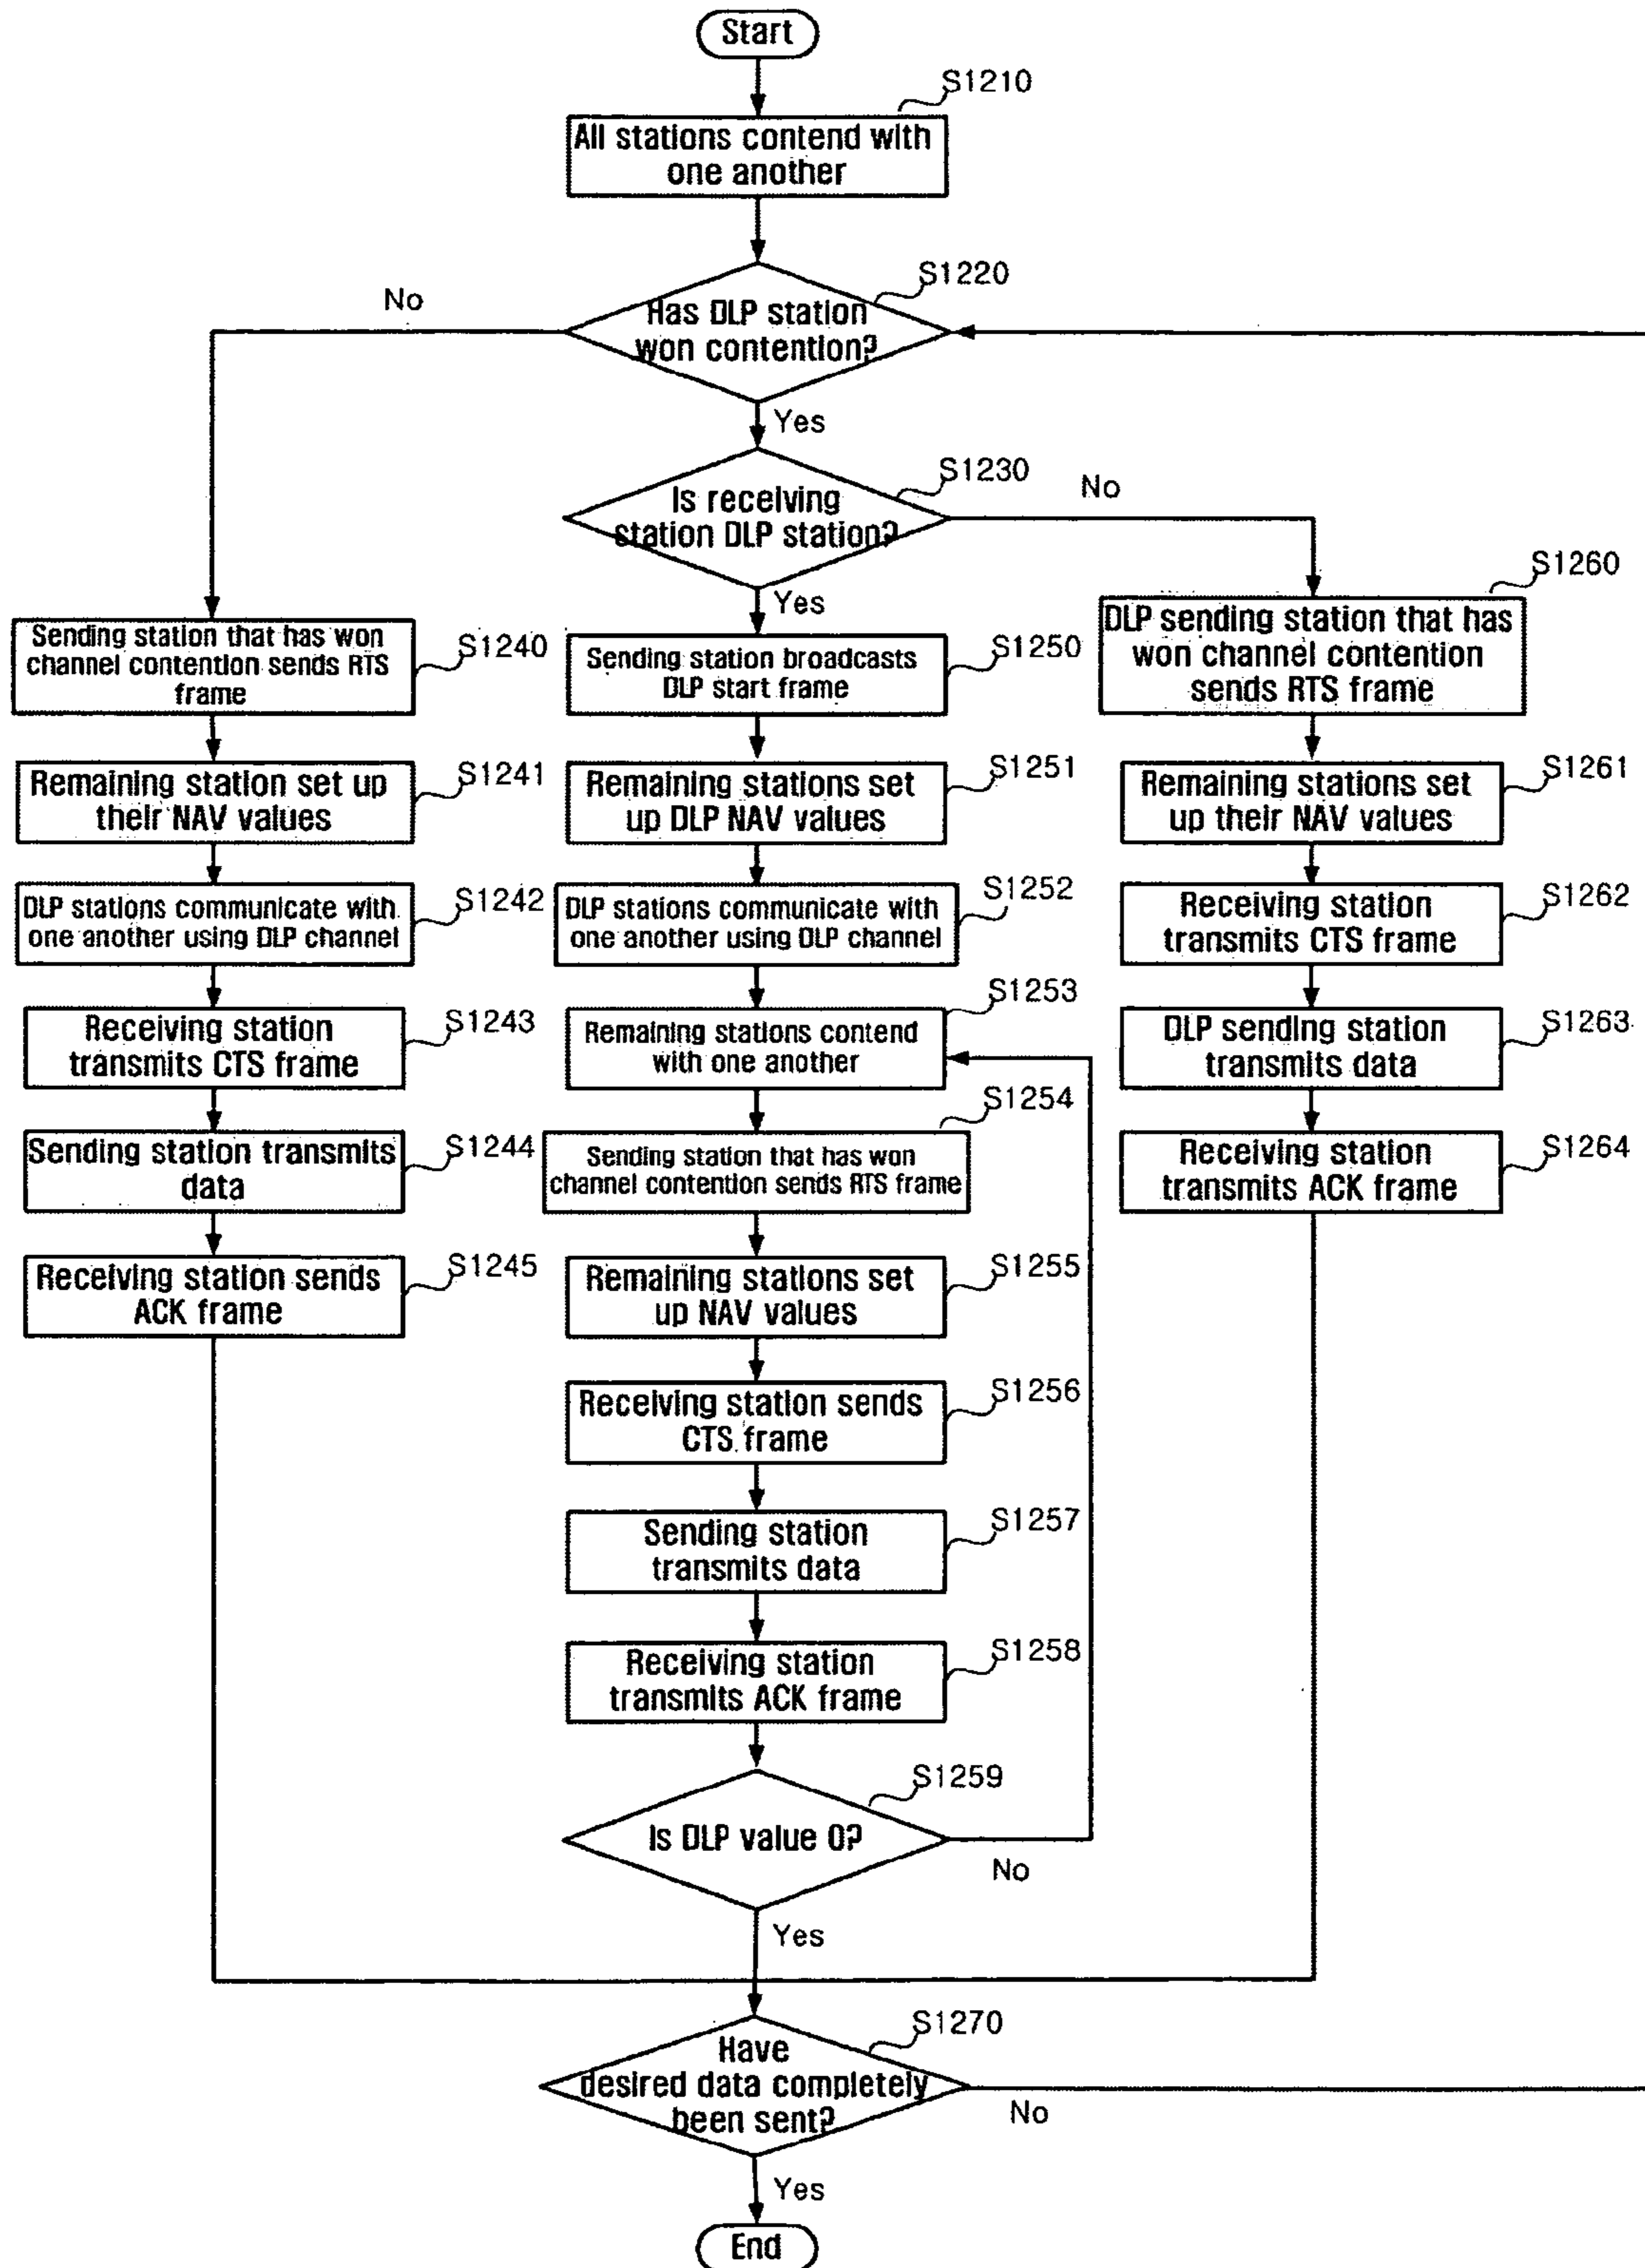 Start
S1210
All stations contend with
one another
S1220
No
Has DLP station
won contention?
Yes
S1230
No
Is receiving
station DLP station?
Yes
S1260
DLP sending station that has
won channel contention
sends RTS frame
S1240
Sending station that has won
channel contention sends RTS
frame
S1250
Sending station broadcasts
DLP start frame
S1241
Remaining station set up
their NAV values
S1251
Remaining stations set
up DLP NAV values
S1261
Remaining stations set
up their NAV values
S1242
DLP stations communicate with
one another using DLP channel
S1252
DLP stations communicate with
one another using DLP channel
S1262
Receiving station
transmits CTS frame
S1243
Receiving station
transmits CTS frame
S1253
Remaining stations contend
with one another
S1263
DLP sending station
transmits data
S1244
Sending station transmits
data
S1254
Sending station that has won
channel contention sends RTS frame
S1264
Receiving station
transmits ACK frame
S1245
Receiving station sends
ACK frame
S1255
Remaining stations set
up NAV values
S1256
Receiving station sends
CTS frame
S1257
Sending station
transmits data
S1258
Receiving station
transmits ACK frame
S1259
Is DLP value 0?
No
Yes
S1270
Have
desired data completely
been sent?
No
Yes
End